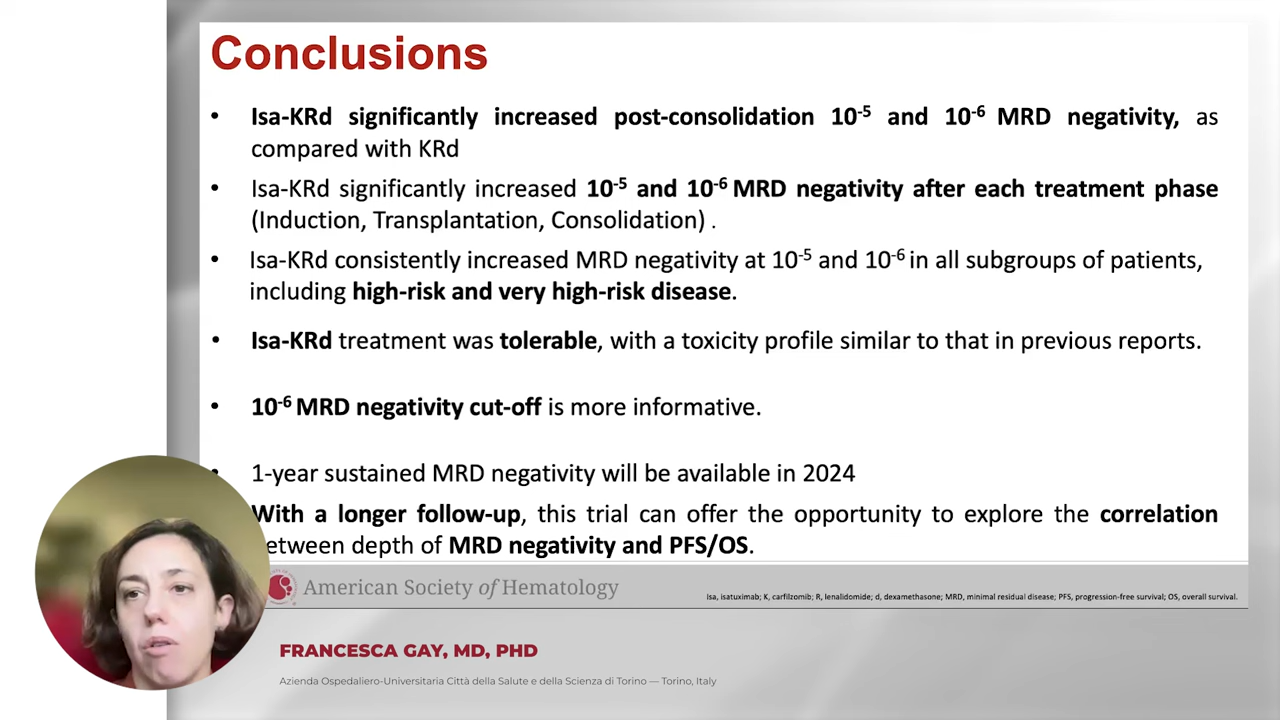 Conclusions
• Isa-KRd significantly increased post-consolidation 10⁻⁵ and 10⁻⁶ MRD negativity, as
compared with KRd
• Isa-KRd significantly increased 10⁻⁵ and 10⁻⁶ MRD negativity after each treatment phase
(Induction, Transplantation, Consolidation) .
• Isa-KRd consistently increased MRD negativity at 10⁻⁵ and 10⁻⁶ in all subgroups of patients,
including high-risk and very high-risk disease.
• Isa-KRd treatment was tolerable, with a toxicity profile similar to that in previous reports.
• 10⁻⁶ MRD negativity cut-off is more informative.
• 1-year sustained MRD negativity will be available in 2024
With a longer follow-up, this trial can offer the opportunity to explore the correlation
etween depth of MRD negativity and PFS/OS.
American Society of Hematology
Isa, isatuximab; K, carfilzomib; R, lenalidomide; d, dexamethasone; MRD, minimal residual disease; PFS, progression-free survival; OS, overall survival.
FRANCESCA GAY, MD, PHD
Azienda Ospedaliero-Universitaria Città della Salute e della Scienza di Torino — Torino, Italy